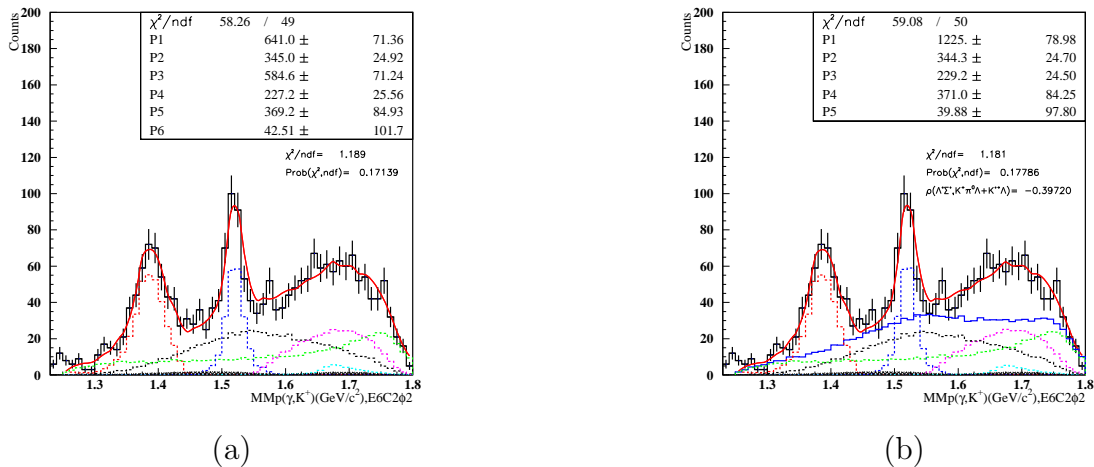 χ²/ndf 58.26 / 49
P1 641.0 ± 71.36
P2 345.0 ± 24.92
P3 584.6 ± 71.24
P4 227.2 ± 25.56
P5 369.2 ± 84.93
P6 42.51 ± 101.7
χ²/ndf= 1.189
Prob(χ²,ndf)= 0.17139
Counts
200
180
160
140
120
100
80
60
40
20
0
1.3 1.4 1.5 1.6 1.7 1.8
MMp(γ,K⁺)(GeV/c²),E6C2ϕ2
(a)
χ²/ndf 59.08 / 50
P1 1225. ± 78.98
P2 344.3 ± 24.70
P3 229.2 ± 24.50
P4 371.0 ± 84.25
P5 39.88 ± 97.80
χ²/ndf= 1.181
Prob(χ²,ndf)= 0.17786
= −0.39720
Counts
200
180
160
140
120
100
80
60
40
20
0
1.3 1.4 1.5 1.6 1.7 1.8
MMp(γ,K⁺)(GeV/c²),E6C2ϕ2
(b)